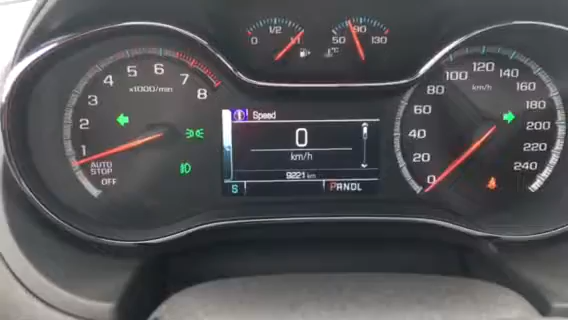 0 1/2 1
50 90 130
°C
1 2 3 4 5 6 7 8
x1000/min
AUTO
STOP
OFF
Speed
0
km/h
9221 km
S PRNDL
0 20 40 60 80 100 120 140 160 180 200 220 240
km/h